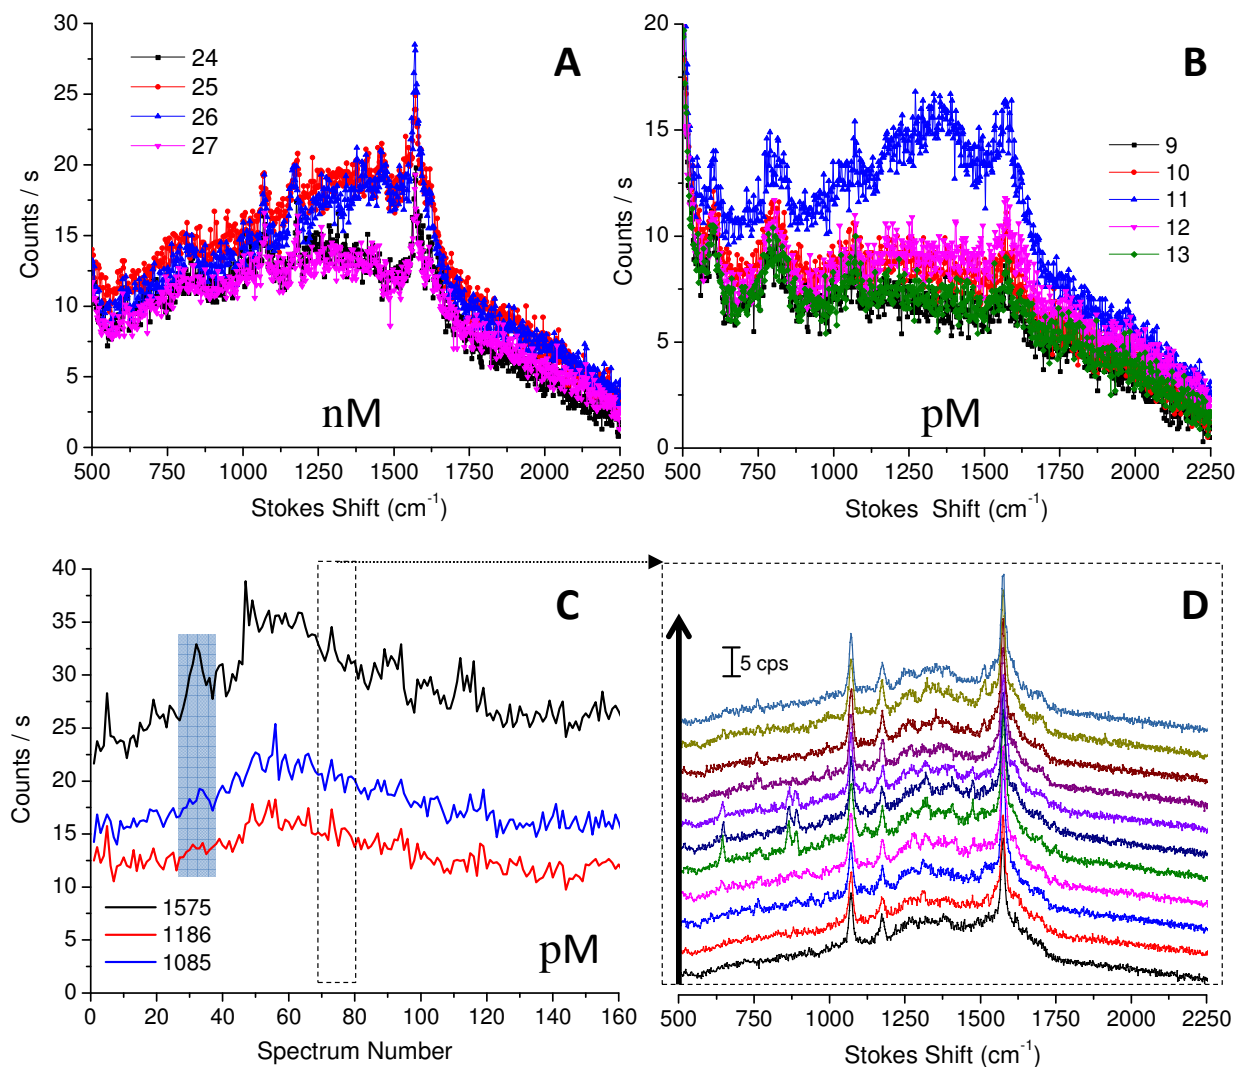 A
24
25
26
27
nM
30
25
20
15
10
5
0
500 750 1000 1250 1500 1750 2000 2250
Counts / s
Stokes Shift (cm⁻¹)
B
9
10
11
12
13
pM
20
15
10
5
0
500 750 1000 1250 1500 1750 2000 2250
Counts / s
Stokes Shift (cm⁻¹)
C
1575
1186
1085
pM
40
35
30
25
20
15
10
5
0
0 20 40 60 80 100 120 140 160
Counts / s
Spectrum Number
D
5 cps
500 750 1000 1250 1500 1750 2000 2250
Stokes Shift (cm⁻¹)